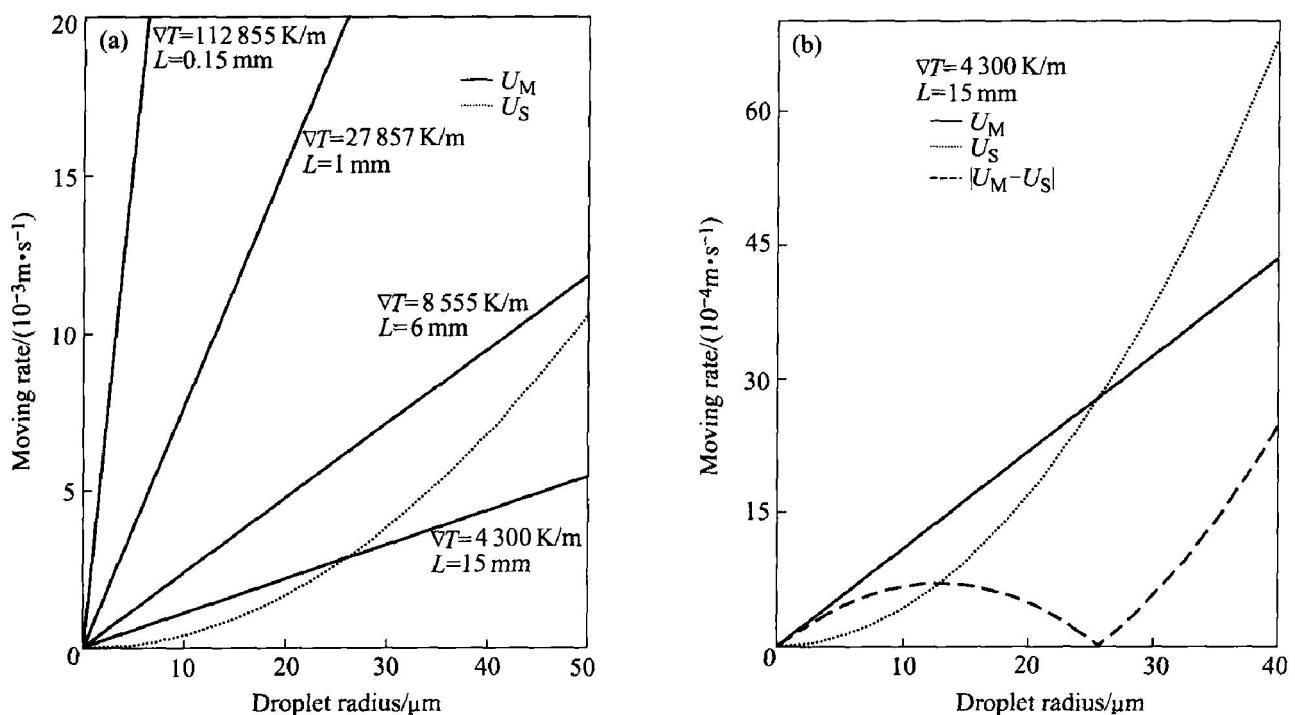 (a)
∇T=112 855 K/m
L=0.15 mm
U_M
U_S
∇T=27 857 K/m
L=1 mm
∇T=8 555 K/m
L=6 mm
∇T=4 300 K/m
L=15 mm
20
15
10
5
0
10
20
30
40
50
Moving rate/(10⁻³m•s⁻¹)
Droplet radius/μm
(b)
∇T=4 300 K/m
L=15 mm
U_M
U_S
|U_M−U_S|
60
45
30
15
0
0
10
20
30
40
Moving rate/(10⁻⁴m•s⁻¹)
Droplet radius/μm